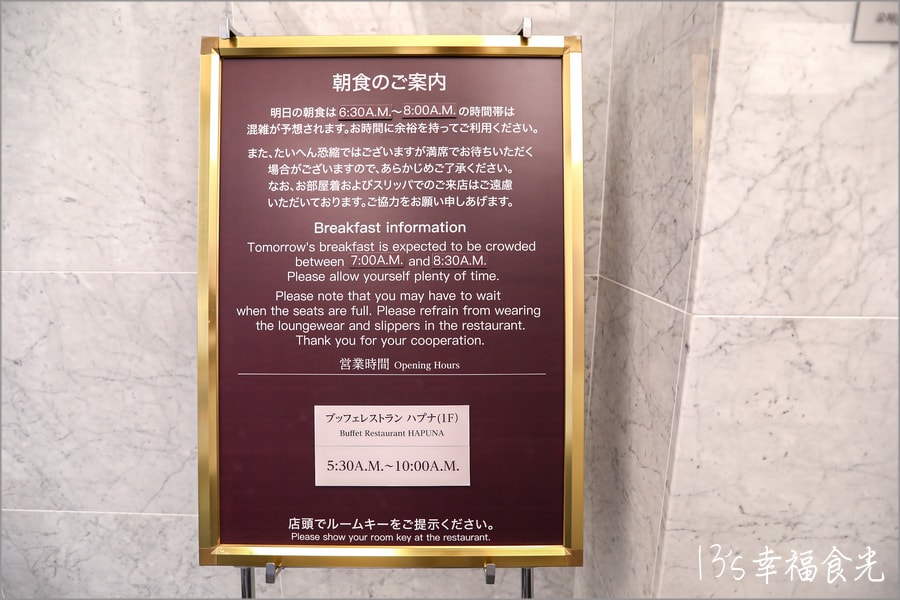 朝食のご案内
明日の朝食は 6:30A.M.～8:00A.M. の時間帯は
混雑が予想されます。お時間に余裕を持ってご利用ください。
また、たいへん恐縮ではございますが満席でお待ちいただく
場合がございますので、あらかじめご了承ください。
なお、お部屋着およびスリッパでのご来店はご遠慮
いただいております。ご協力をお願い申しあげます。
Breakfast information
Tomorrow's breakfast is expected to be crowded
between 7:00A.M. and 8:30A.M.
Please allow yourself plenty of time.
Please note that you may have to wait
when the seats are full. Please refrain from wearing
the loungewear and slippers in the restaurant.
Thank you for your cooperation.
営業時間 Opening Hours
ブッフェレストラン ハプナ(1F)
Buffet Restaurant HAPUNA
5:30A.M.~10:00A.M.
店頭でルームキーをご提示ください。
Please show your room key at the restaurant.
13's幸福食光